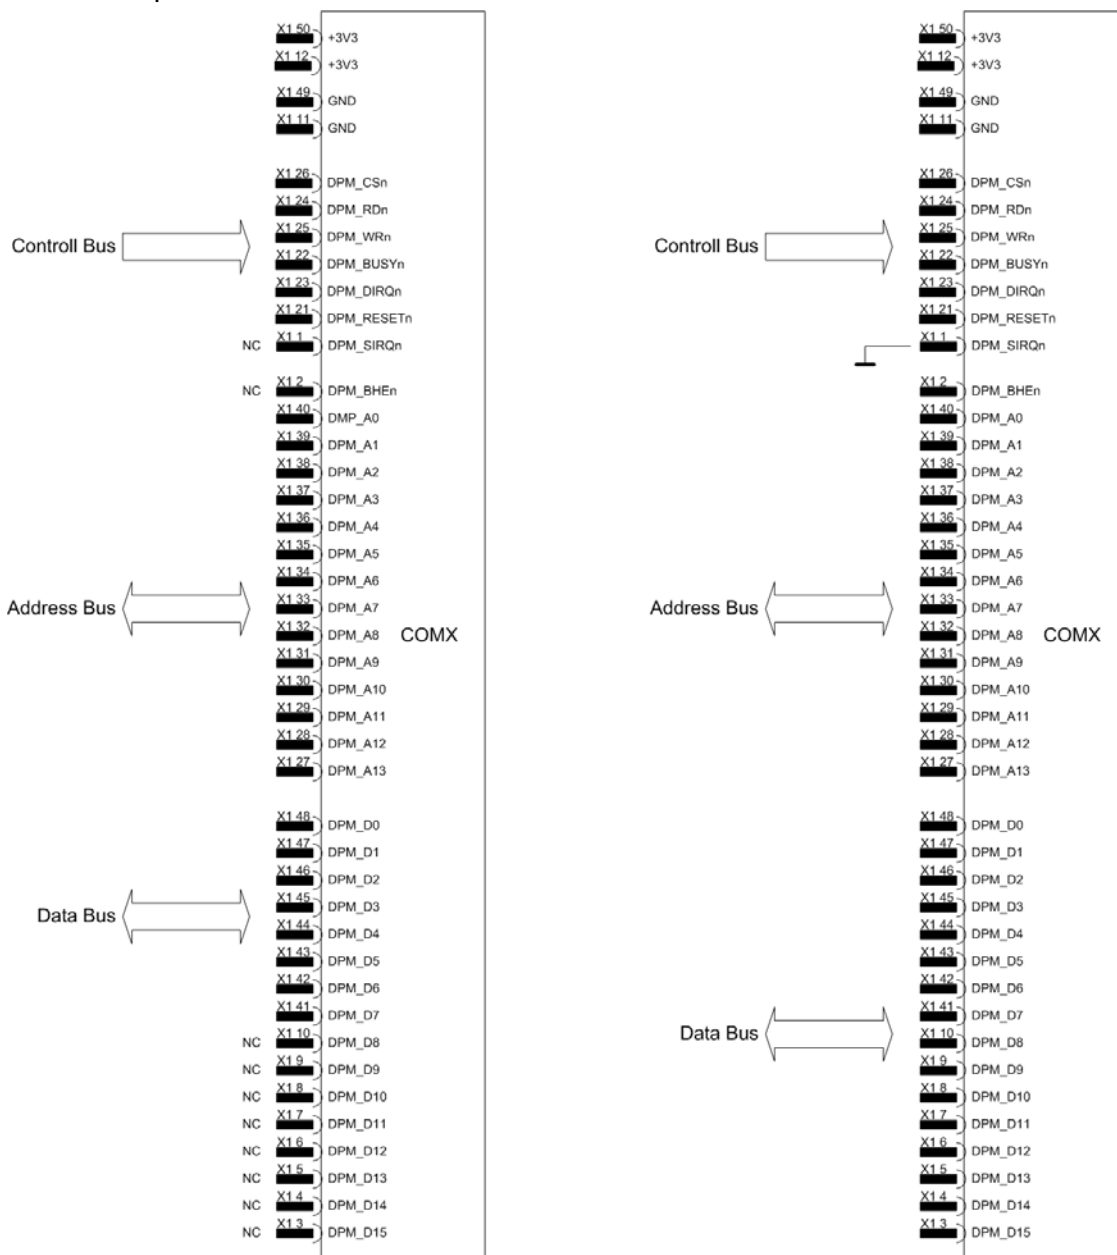 X1 50 +3V3
X1 12 +3V3
X1 49 GND
X1 11 GND
X1 26 DPM_CSn
X1 24 DPM_RDn
Controll Bus X1 25 DPM_WRn
X1 22 DPM_BUSYn
X1 23 DPM_DIRQn
X1 21 DPM_RESETn
NC X1 1 DPM_SIRQn
NC X1 2 DPM_BHEn
X1 40 DMP_A0
X1 39 DPM_A1
X1 38 DPM_A2
X1 37 DPM_A3
X1 36 DPM_A4
X1 35 DPM_A5
X1 34 DPM_A6
Address Bus X1 33 DPM_A7
X1 32 DPM_A8 COMX
X1 31 DPM_A9
X1 30 DPM_A10
X1 29 DPM_A11
X1 28 DPM_A12
X1 27 DPM_A13
X1 48 DPM_D0
X1 47 DPM_D1
X1 46 DPM_D2
Data Bus X1 45 DPM_D3
X1 44 DPM_D4
X1 43 DPM_D5
X1 42 DPM_D6
X1 41 DPM_D7
NC X1 10 DPM_D8
NC X1 9 DPM_D9
NC X1 8 DPM_D10
NC X1 7 DPM_D11
NC X1 6 DPM_D12
NC X1 5 DPM_D13
NC X1 4 DPM_D14
NC X1 3 DPM_D15
X1 50 +3V3
X1 12 +3V3
X1 49 GND
X1 11 GND
X1 26 DPM_CSn
X1 24 DPM_RDn
Controll Bus X1 25 DPM_WRn
X1 22 DPM_BUSYn
X1 23 DPM_DIRQn
X1 21 DPM_RESETn
X1 1 DPM_SIRQn
X1 2 DPM_BHEn
X1 40 DPM_A0
X1 39 DPM_A1
X1 38 DPM_A2
X1 37 DPM_A3
X1 36 DPM_A4
X1 35 DPM_A5
X1 34 DPM_A6
Address Bus X1 33 DPM_A7
X1 32 DPM_A8 COMX
X1 31 DPM_A9
X1 30 DPM_A10
X1 29 DPM_A11
X1 28 DPM_A12
X1 27 DPM_A13
X1 48 DPM_D0
X1 47 DPM_D1
X1 46 DPM_D2
X1 45 DPM_D3
X1 44 DPM_D4
X1 43 DPM_D5
X1 42 DPM_D6
X1 41 DPM_D7
Data Bus X1 10 DPM_D8
X1 9 DPM_D9
X1 8 DPM_D10
X1 7 DPM_D11
X1 6 DPM_D12
X1 5 DPM_D13
X1 4 DPM_D14
X1 3 DPM_D15